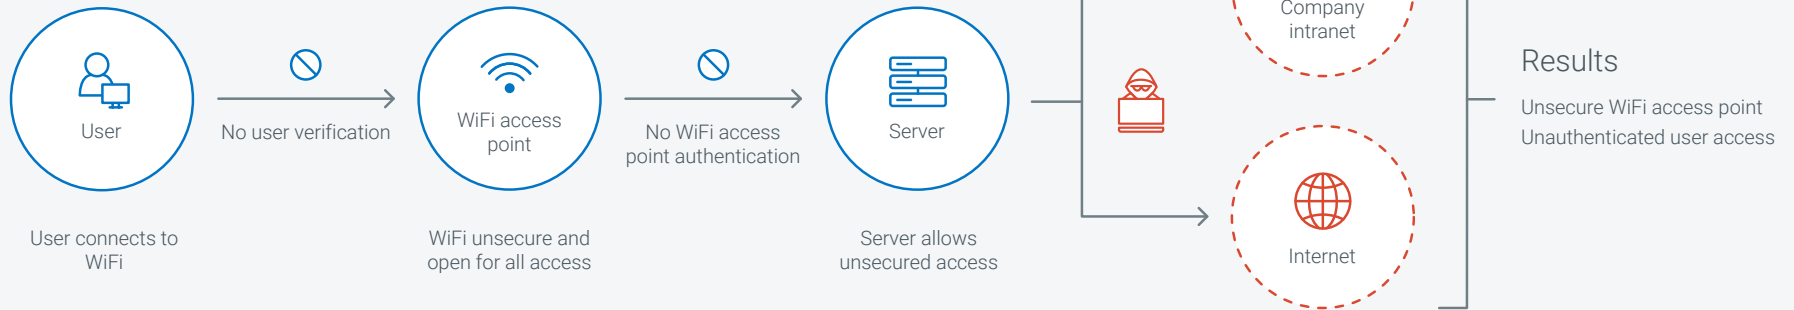 User
No user verification
WiFi access
point
No WiFi access
point authentication
Server
Company
intranet
Internet
User connects to
WiFi
WiFi unsecure and
open for all access
Server allows
unsecured access
Results
Unsecure WiFi access point
Unauthenticated user access